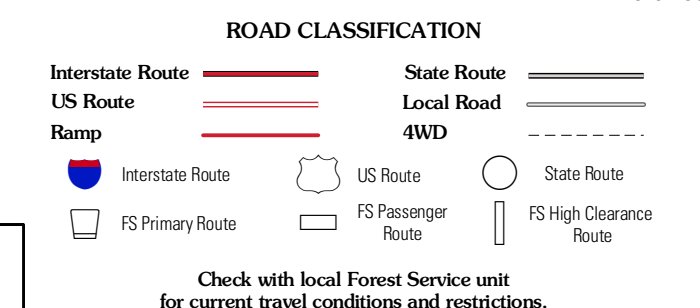 ROAD CLASSIFICATION
Interstate Route
State Route
US Route
Local Road
Ramp
4WD
Interstate Route
US Route
State Route
FS Primary Route
FS Passenger
Route
FS High Clearance
Route
Check with local Forest Service unit
for current travel conditions and restrictions.